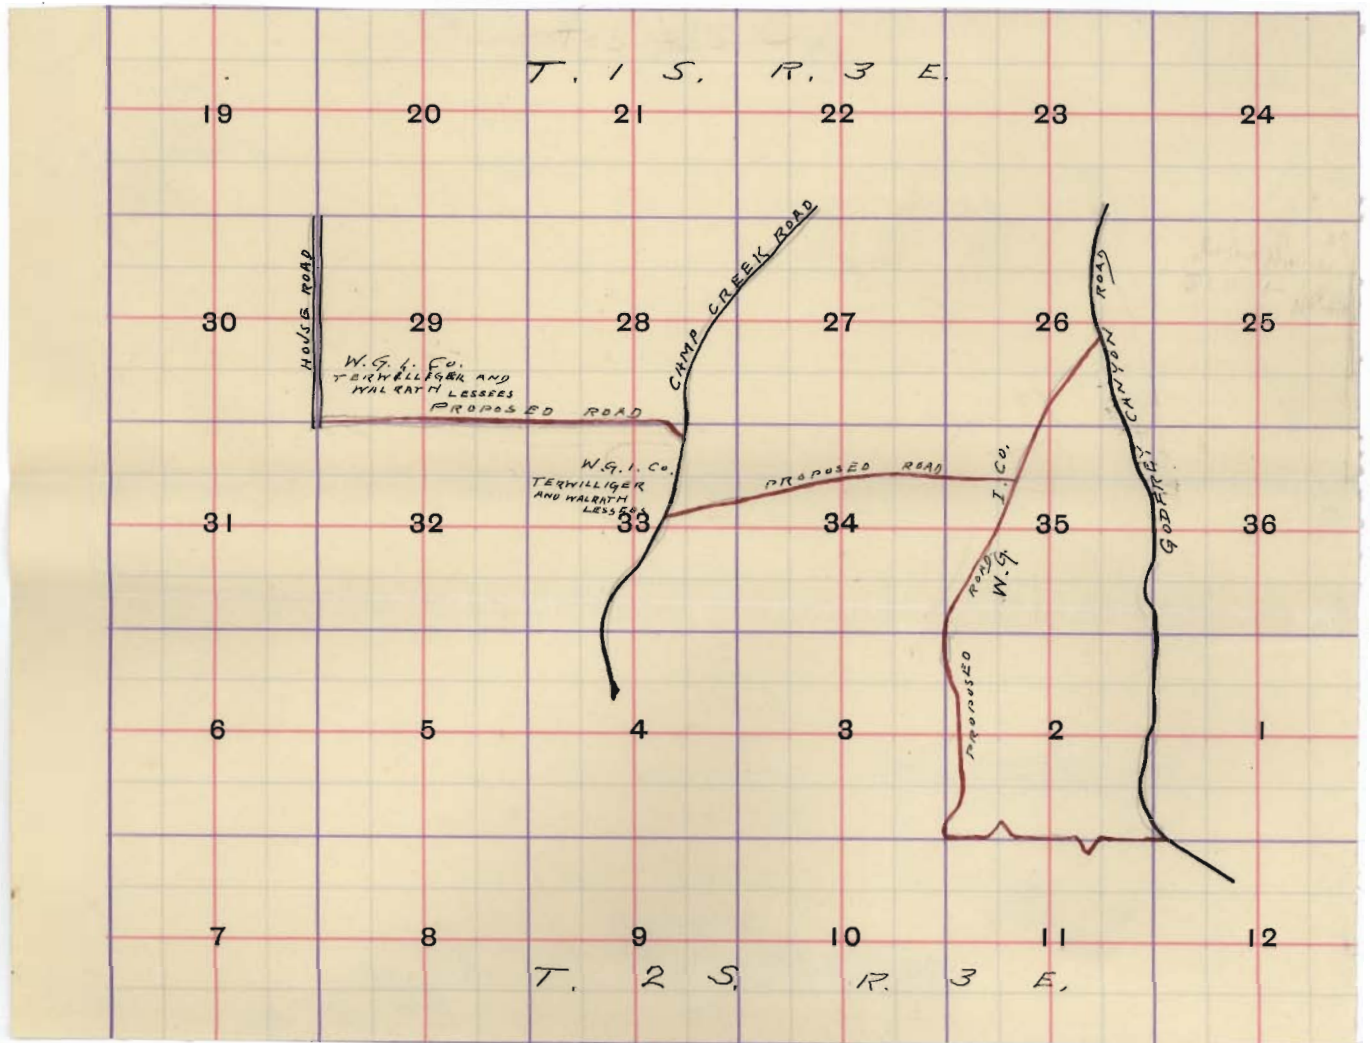 T. 1 S. R. 3 E.
19 20 21 22 23 24
HOUSE ROAD
CAMP CREEK ROAD
ROAD
CANYON
GODFREY
30 29 28 27 26 25
W. G. I. Co.
TERWILLIGER AND
WALRATH LESSEES
PROPOSED ROAD
W. G. I. Co.
TERWILLIGER
AND WALRATH
LESSEES
PROPOSED ROAD
W. G. I. Co.
31 32 33 34 35 36
PROPOSED ROAD
6 5 4 3 2 1
7 8 9 10 11 12
T. 2 S. R. 3 E.